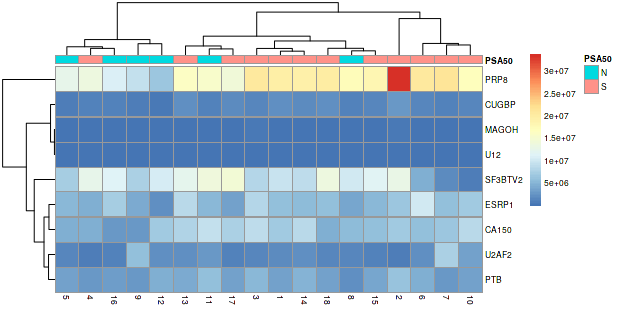 PSA50
PSA50
N
S
PRP8
CUGBP
MAGOH
U12
SF3BTV2
ESRP1
CA150
U2AF2
PTB
3e+07
2.5e+07
2e+07
1.5e+07
1e+07
5e+06
5 4 16 9 12 13 11 17 3 1 14 18 8 15 2 6 7 10